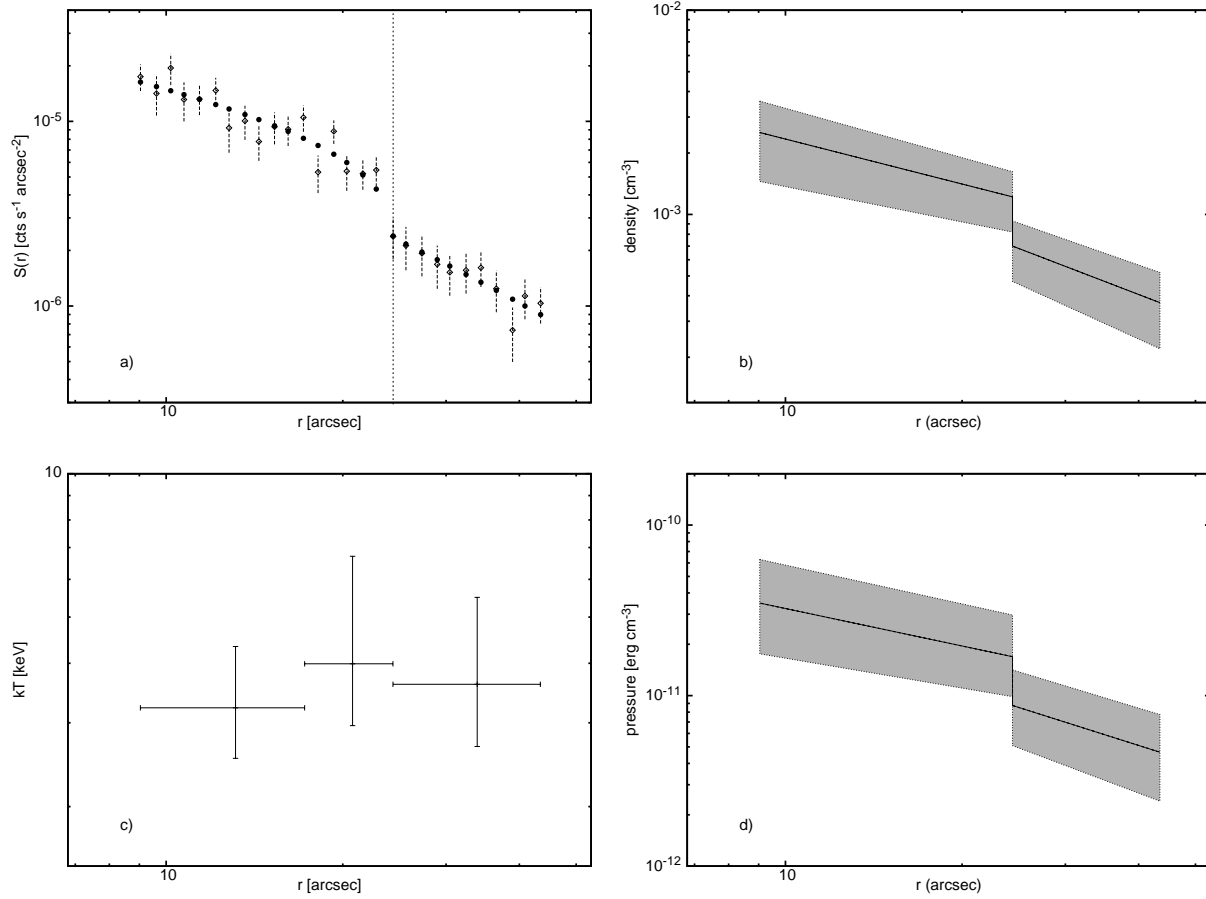 10^-5
10^-6
S(r) [cts s^-1 arcsec^-2]
a)
10
r [arcsec]
10^-2
10^-3
density [cm^-3]
b)
10
r (acrsec)
10
kT [keV]
c)
10
r [arcsec]
10^-10
10^-11
10^-12
pressure [erg cm^-3]
d)
10
r (arcsec)